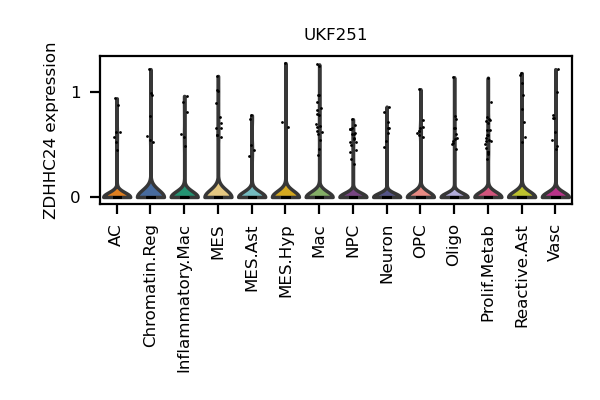 UKF251
ZDHHC24 expression
1
0
AC
Chromatin.Reg
Inflammatory.Mac
MES
MES.Ast
MES.Hyp
Mac
NPC
Neuron
OPC
Oligo
Prolif.Metab
Reactive.Ast
Vasc